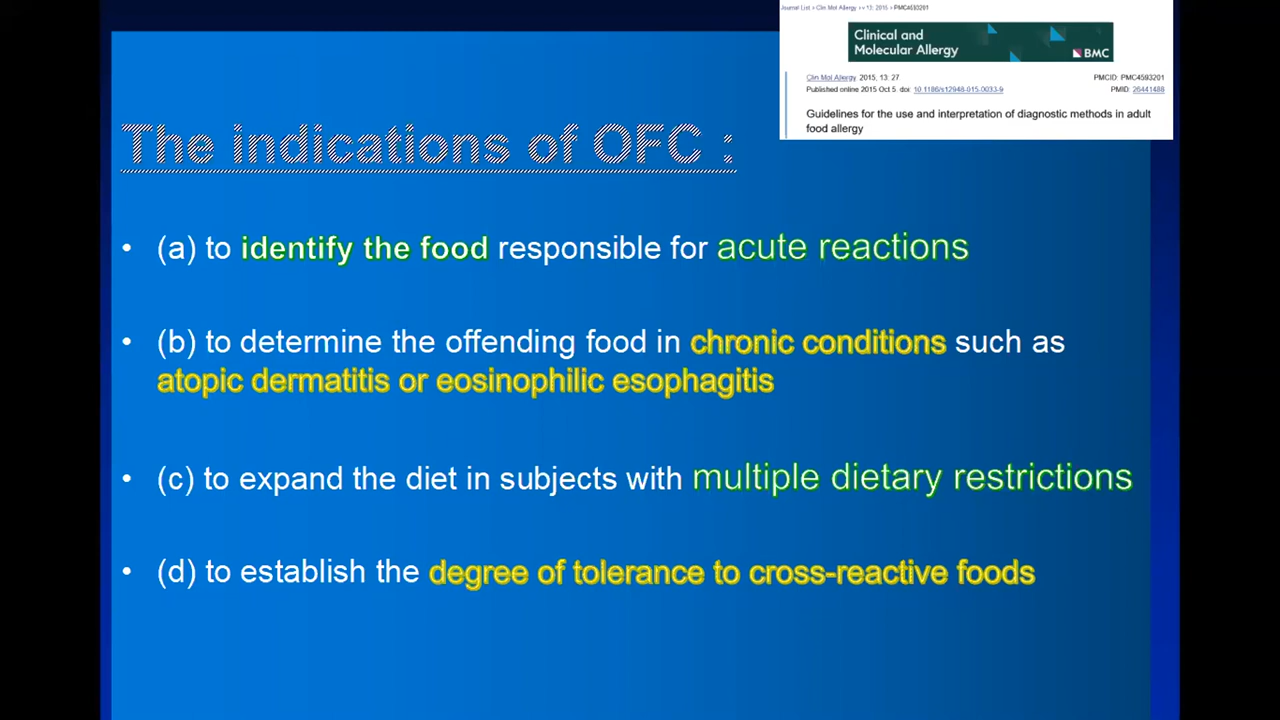 Journal List > Clin Mol Allergy > v.13; 2015 > PMC4593201
Clinical and
Molecular Allergy
BMC
Clin Mol Allergy. 2015; 13: 27
PMCID: PMC4593201
Published online 2015 Oct 5. doi: 10.1186/s12948-015-0033-9
PMID: 26441488
Guidelines for the use and interpretation of diagnostic methods in adult
food allergy
The indications of OFC :
• (a) to identify the food responsible for acute reactions
• (b) to determine the offending food in chronic conditions such as
atopic dermatitis or eosinophilic esophagitis
• (c) to expand the diet in subjects with multiple dietary restrictions
• (d) to establish the degree of tolerance to cross-reactive foods